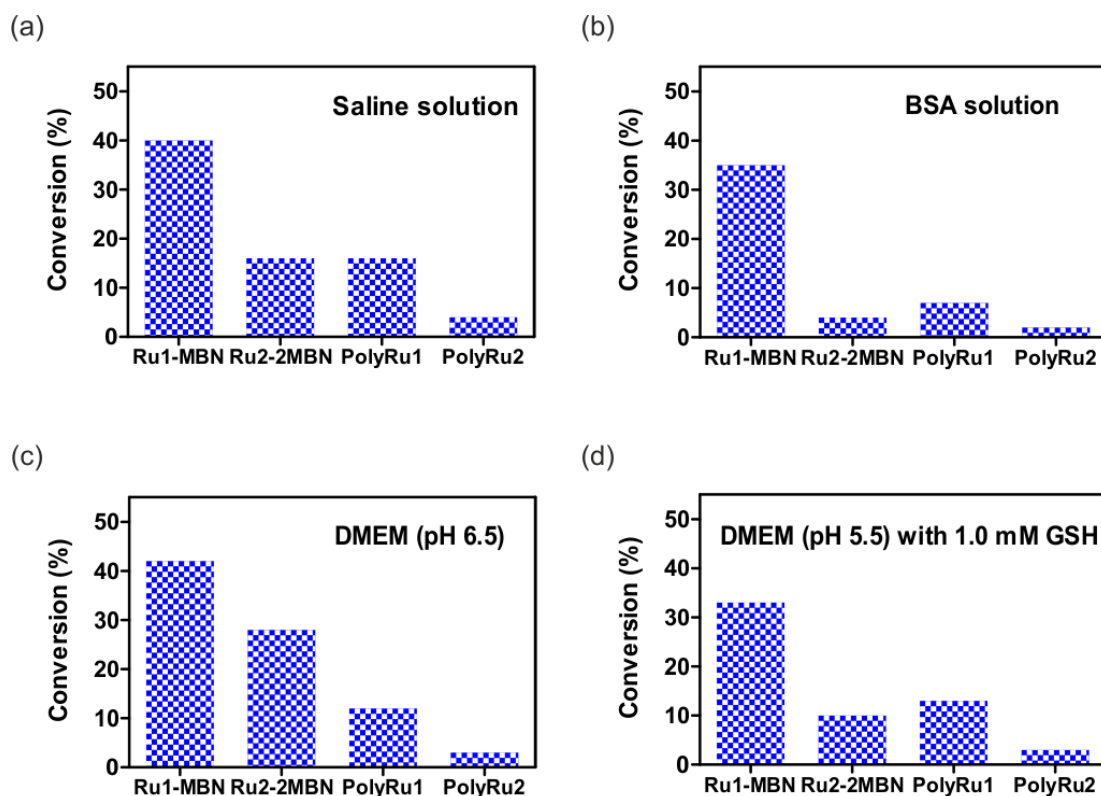 (a)
Saline solution
Conversion (%)
50
40
30
20
10
0
Ru1-MBN Ru2-2MBN PolyRu1 PolyRu2
(b)
BSA solution
Conversion (%)
50
40
30
20
10
0
Ru1-MBN Ru2-2MBN PolyRu1 PolyRu2
(c)
DMEM (pH 6.5)
Conversion (%)
50
40
30
20
10
0
Ru1-MBN Ru2-2MBN PolyRu1 PolyRu2
(d)
DMEM (pH 5.5) with 1.0 mM GSH
Conversion (%)
50
40
30
20
10
0
Ru1-MBN Ru2-2MBN PolyRu1 PolyRu2